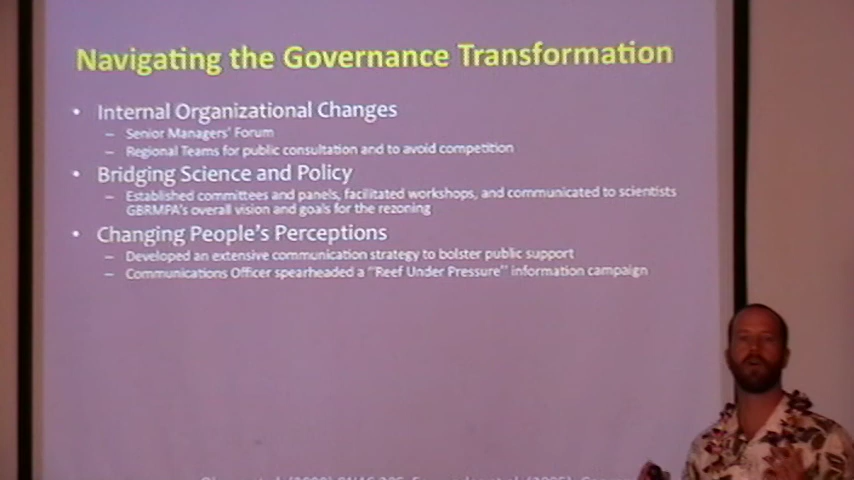 Navigating the Governance Transformation
• Internal Organizational Changes
– Senior Managers' Forum
– Regional Teams for public consultation and to avoid competition
• Bridging Science and Policy
– Established committees and panels, facilitated workshops, and communicated to scientists
GBRMPA's overall vision and goals for the rezoning
• Changing People's Perceptions
– Developed an extensive communication strategy to bolster public support
– Communications Officer spearheaded a "Reef Under Pressure" information campaign